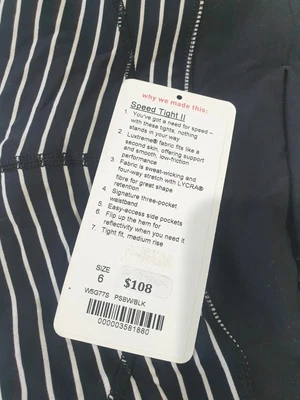 why we made this:
Speed Tight II
1. You've got a need for speed –
with these tights, nothing
stands in your way
2. Luxtreme® fabric fits like a
second skin, offering support
and smooth, low-friction
performance
3. Fabric is sweat-wicking and
four-way stretch with LYCRA®
fibre for great shape
retention
4. Signature three-pocket
waistband
5. Easy-access side pockets
6. Flip up the hem for
reflectivity when you need it
7. Tight fit, medium rise
SIZE
6
$108
W5G77S PSBW/BLK
000003581880